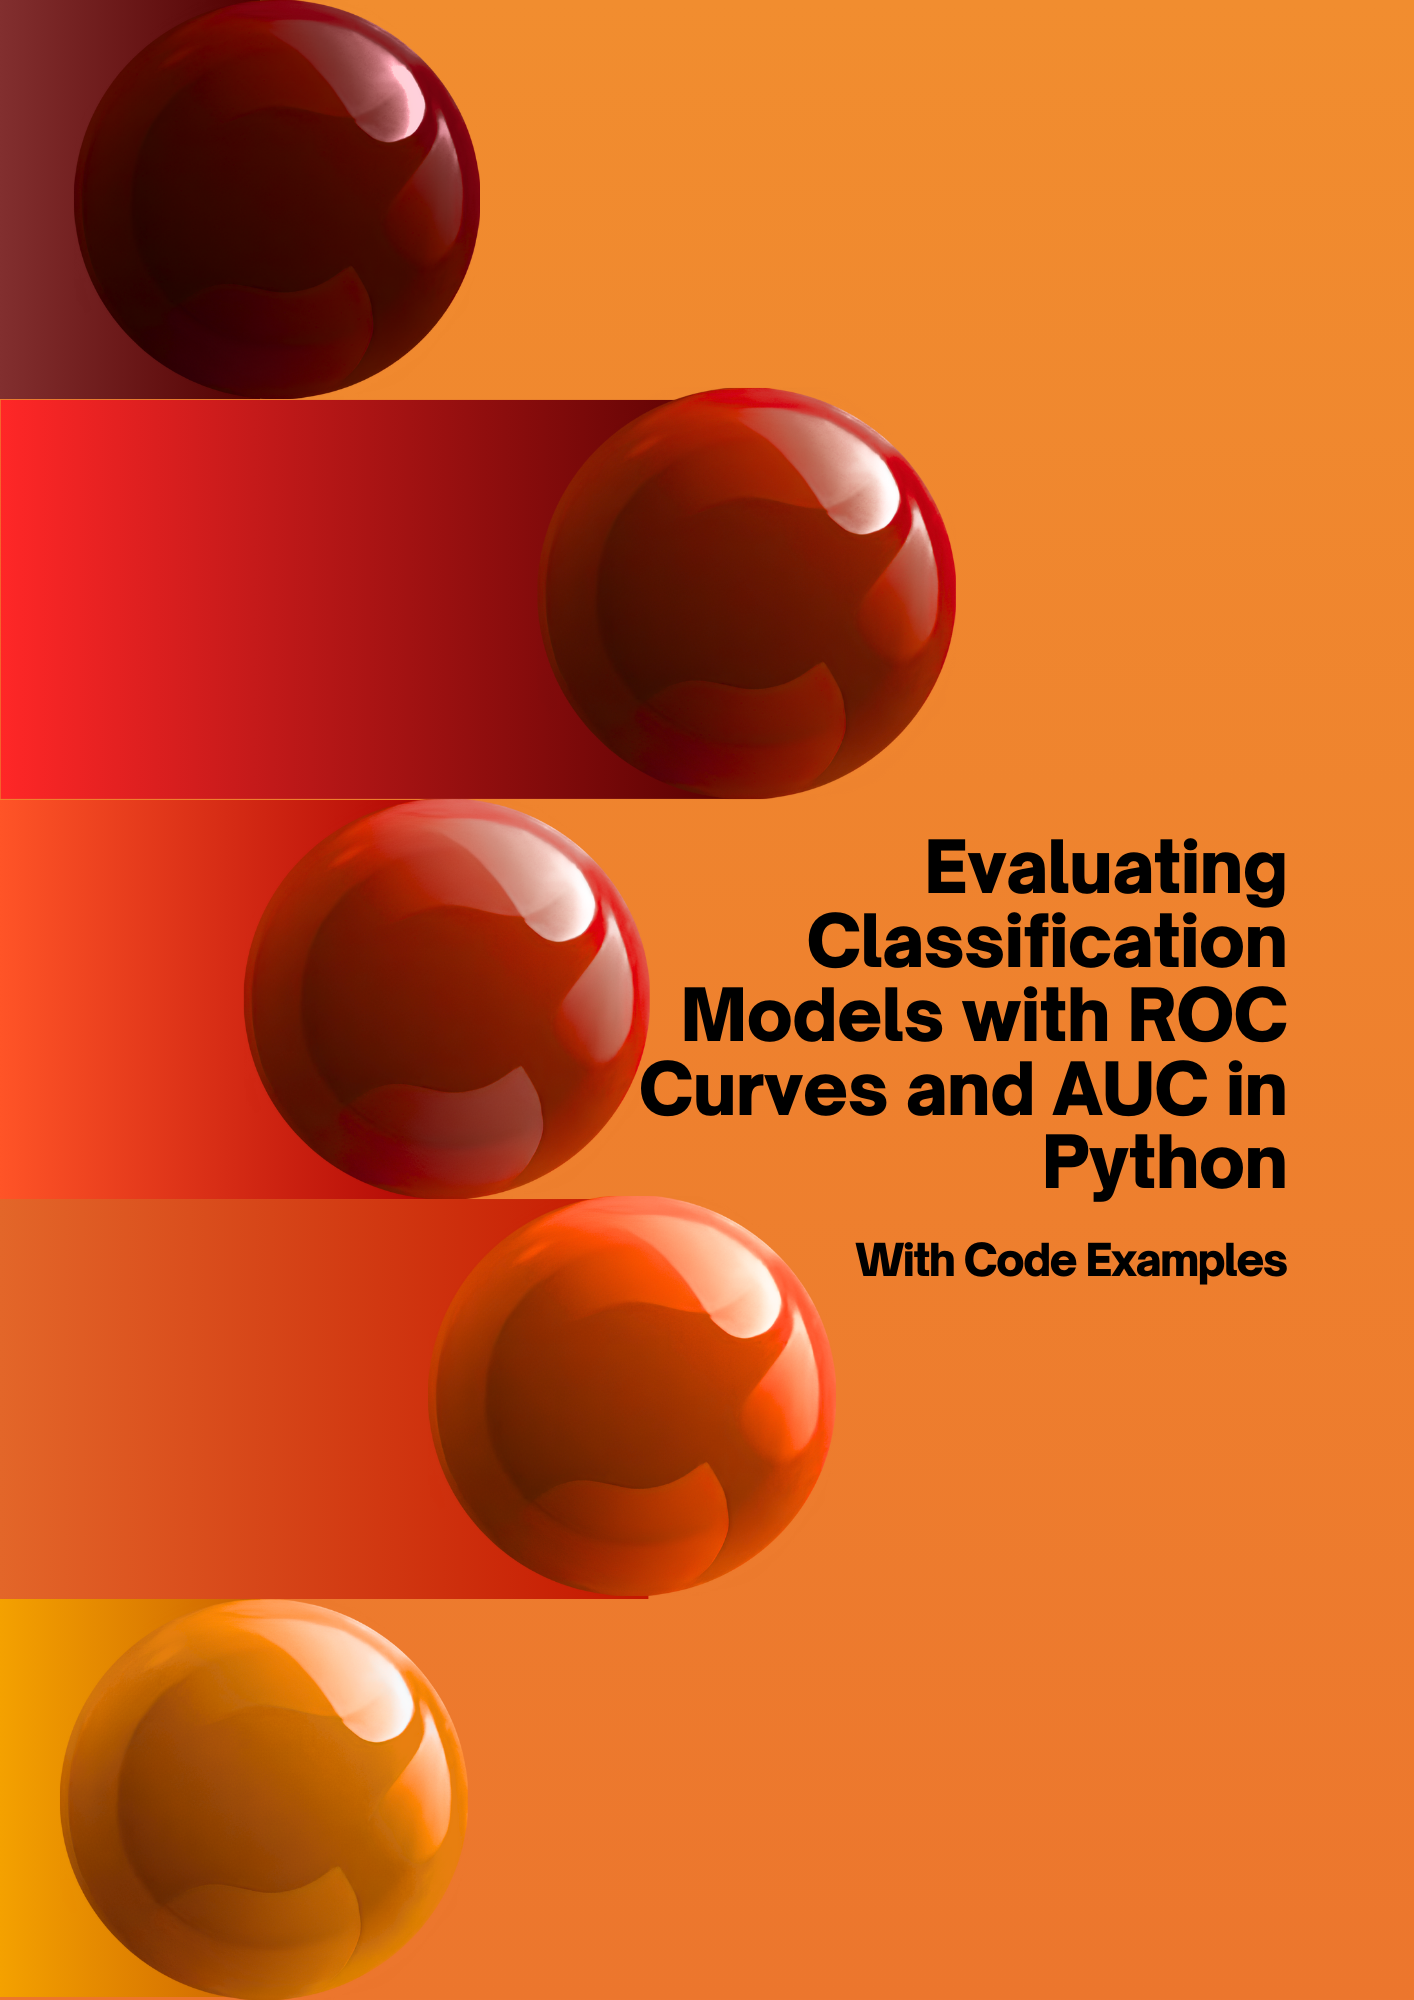 Evaluating
Classification
Models with ROC
Curves and AUC in
Python
With Code Examples